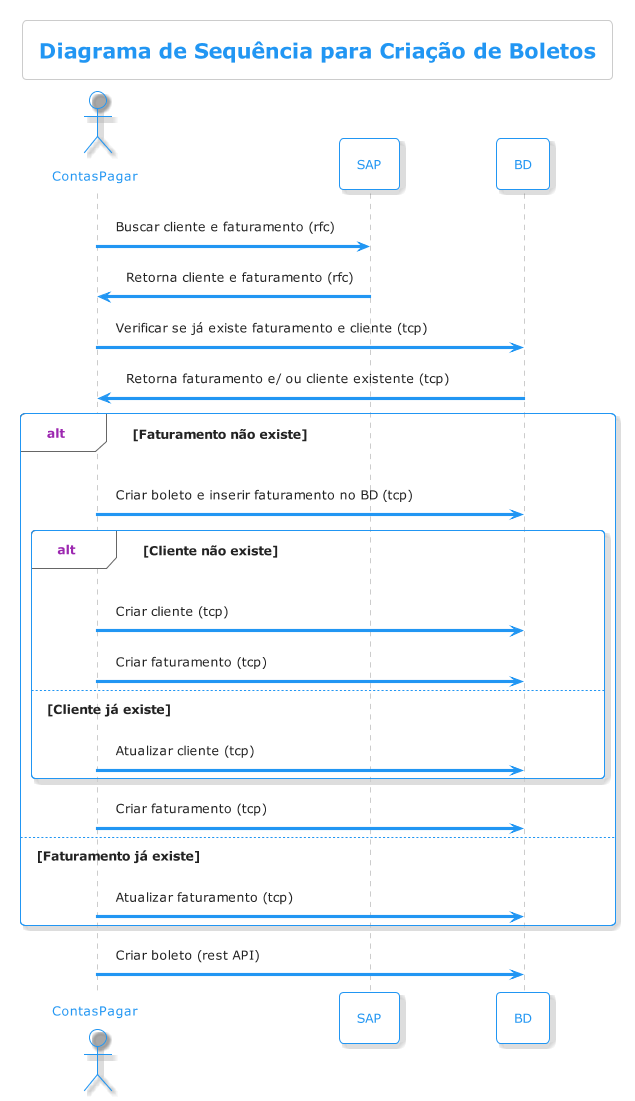 Diagrama de Sequência para Criação de Boletos
ContasPagar
SAP
BD
Buscar cliente e faturamento (rfc)
Retorna cliente e faturamento (rfc)
Verificar se já existe faturamento e cliente (tcp)
Retorna faturamento e/ ou cliente existente (tcp)
alt [Faturamento não existe]
Criar boleto e inserir faturamento no BD (tcp)
alt [Cliente não existe]
Criar cliente (tcp)
Criar faturamento (tcp)
[Cliente já existe]
Atualizar cliente (tcp)
Criar faturamento (tcp)
[Faturamento já existe]
Atualizar faturamento (tcp)
Criar boleto (rest API)
ContasPagar
SAP
BD